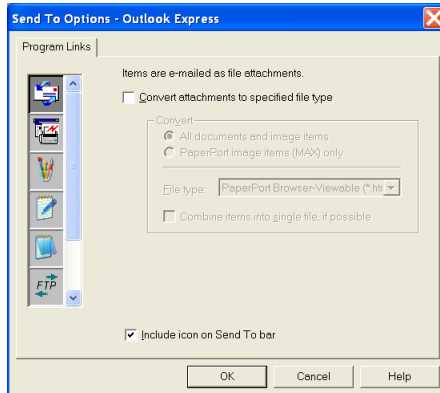 Send To Options - Outlook Express
Program Links
Items are e-mailed as file attachments.
Convert attachments to specified file type
Convert
All documents and image items
PaperPort image items (MAX) only
File type: PaperPort Browser-Viewable (*.htr
Combine items into single file, if possible
FTP
Include icon on Send To bar
OK Cancel Help